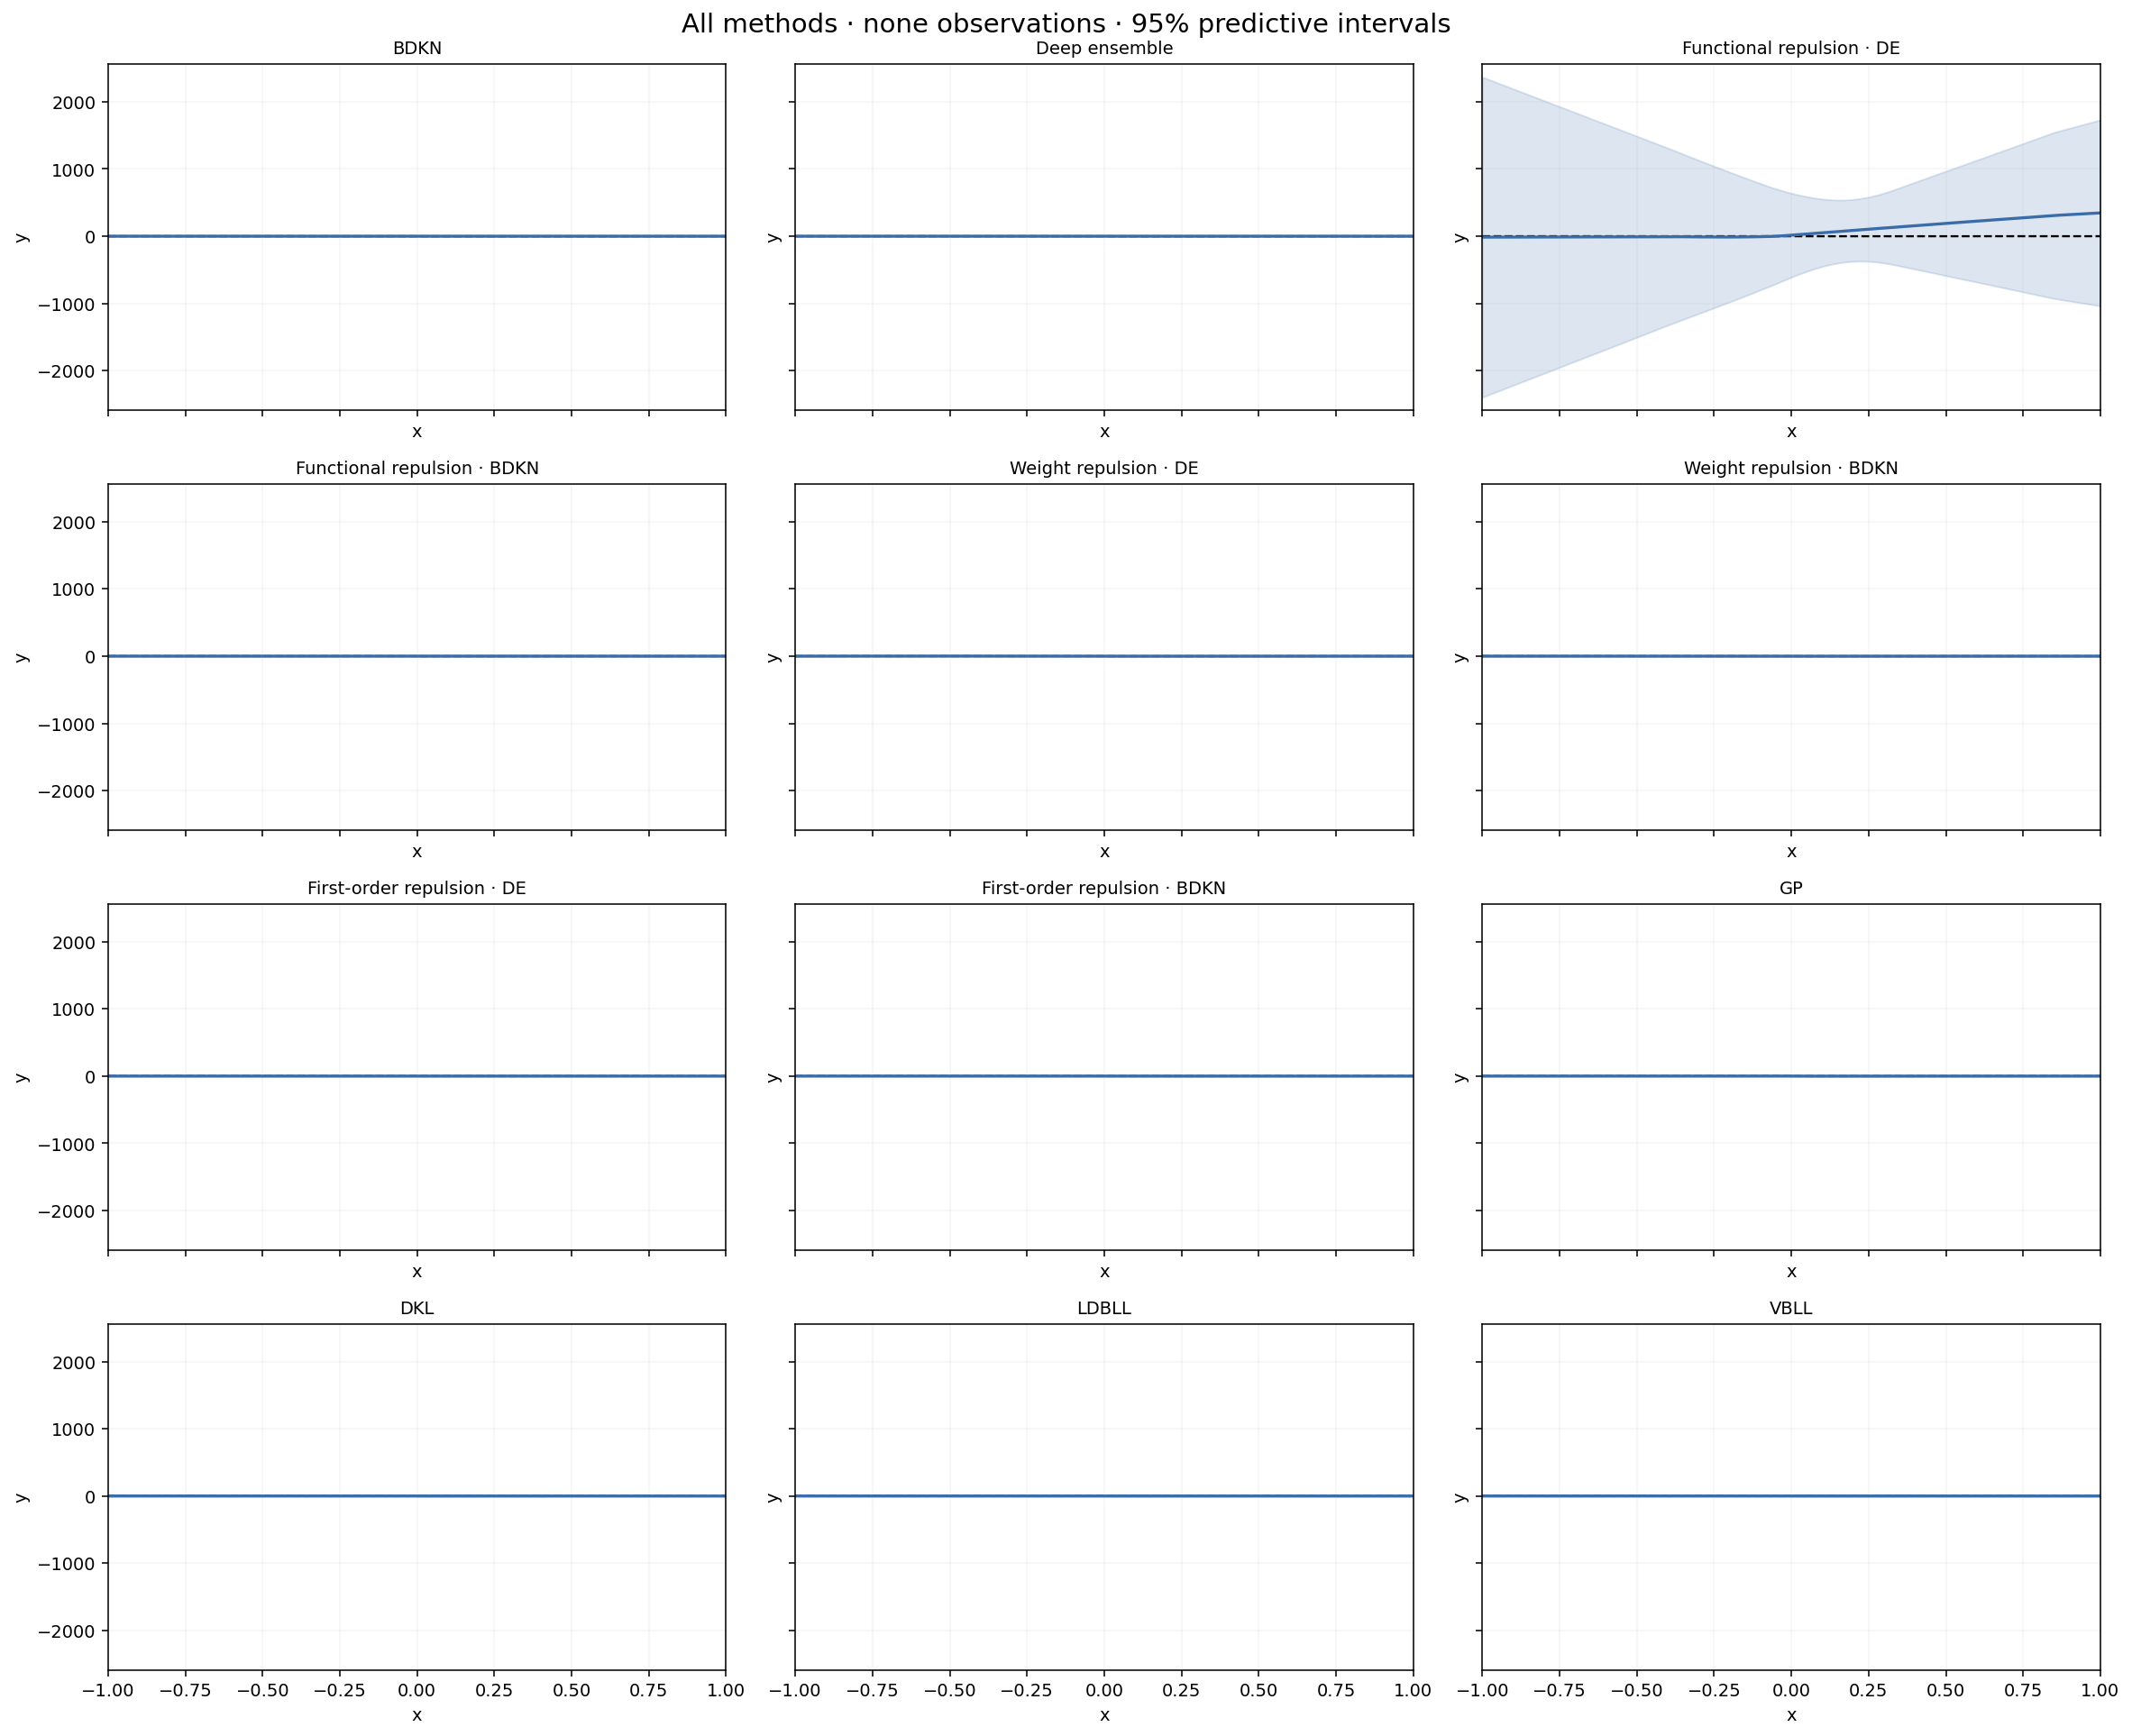 All methods · none observations · 95% predictive intervals
BDKN
Deep ensemble
Functional repulsion · DE
2000
1000
0
−1000
−2000
y
y
y
x
x
x
Functional repulsion · BDKN
Weight repulsion · DE
Weight repulsion · BDKN
2000
1000
0
−1000
−2000
y
y
y
x
x
x
First-order repulsion · DE
First-order repulsion · BDKN
GP
2000
1000
0
−1000
−2000
y
y
y
x
x
x
DKL
LDBLL
VBLL
2000
1000
0
−1000
−2000
y
y
y
−1.00 −0.75 −0.50 −0.25 0.00 0.25 0.50 0.75 1.00
−1.00 −0.75 −0.50 −0.25 0.00 0.25 0.50 0.75 1.00
−1.00 −0.75 −0.50 −0.25 0.00 0.25 0.50 0.75 1.00
x
x
x